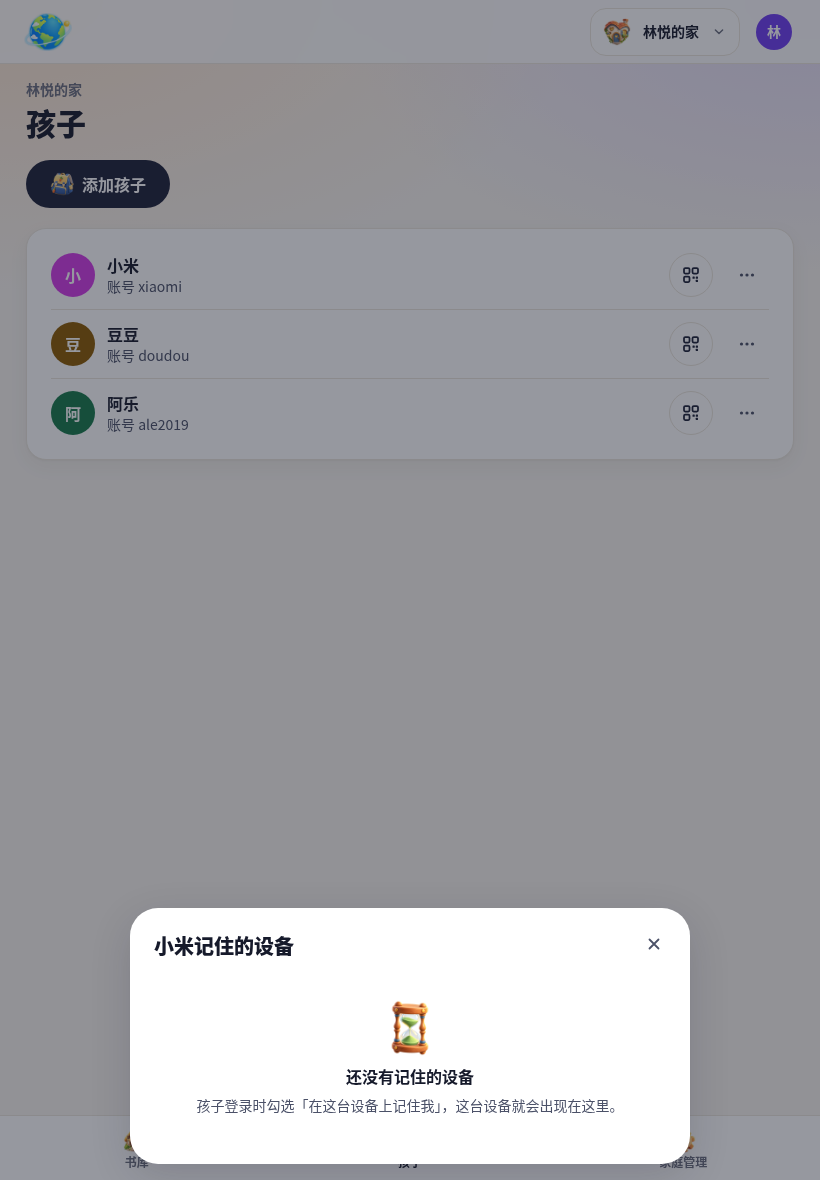 林悦的家
林
林悦的家
孩子
添加孩子
小
小米
账号 xiaomi
豆
豆豆
账号 doudou
阿
阿乐
账号 ale2019
小米记住的设备
还没有记住的设备
孩子登录时勾选「在这台设备上记住我」，这台设备就会出现在这里。
书库
孩子
家庭管理